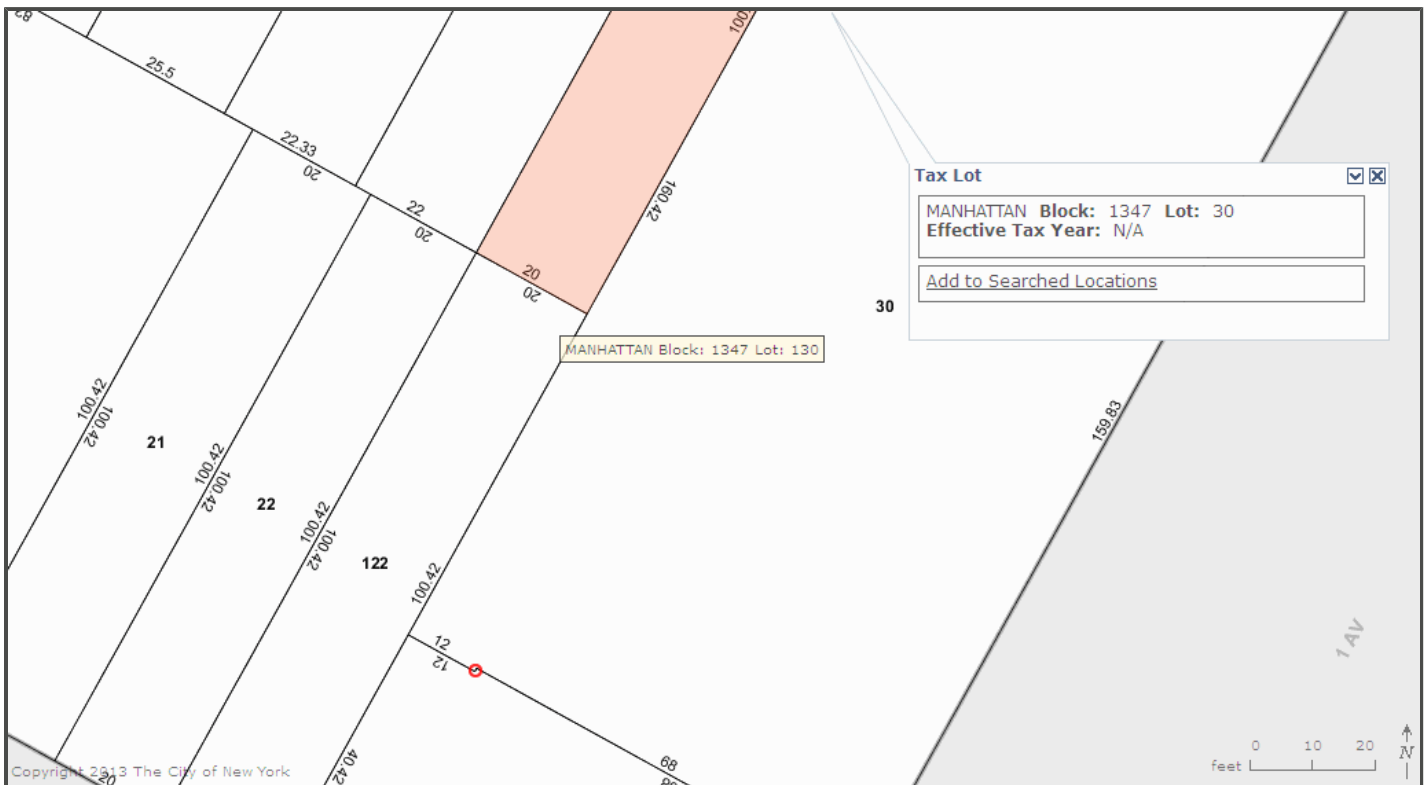 82
100.
25.5
22.33
20
160.42
Tax Lot
22
20
MANHATTAN Block: 1347 Lot: 30
Effective Tax Year: N/A
20
20
Add to Searched Locations
30
MANHATTAN Block: 1347 Lot: 130
100.42
100.42
159.83
21
100.42
100.42
22
100.42
100.42
122
100.42
12
12
1 AV
40.42
68
0 10 20
feet
N
Copyright 2013 The City of New York
20